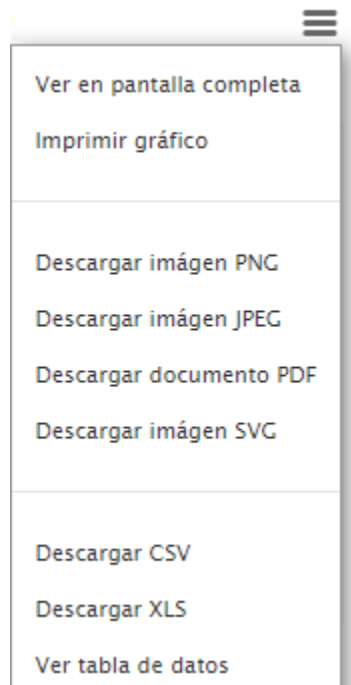 Ver en pantalla completa
Imprimir gráfico
Descargar imágen PNG
Descargar imágen JPEG
Descargar documento PDF
Descargar imágen SVG
Descargar CSV
Descargar XLS
Ver tabla de datos